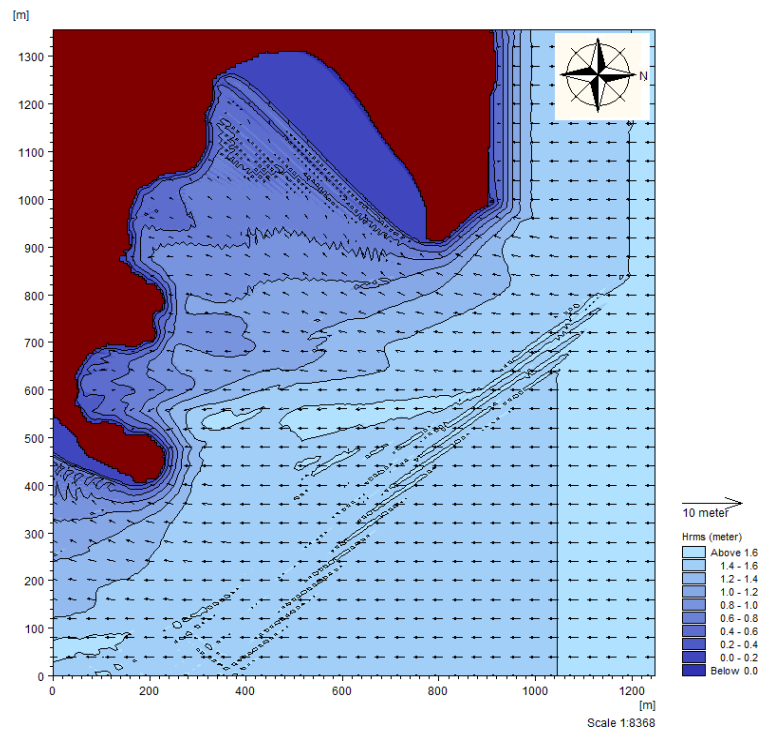 [m]
1300
1200
1100
1000
900
800
700
600
500
400
300
200
100
0
0 200 400 600 800 1000 1200
[m]
Scale 1:8368
N
10 meter
Hrms (meter)
Above 1.6
1.4 - 1.6
1.2 - 1.4
1.0 - 1.2
0.8 - 1.0
0.6 - 0.8
0.4 - 0.6
0.2 - 0.4
0.0 - 0.2
Below 0.0